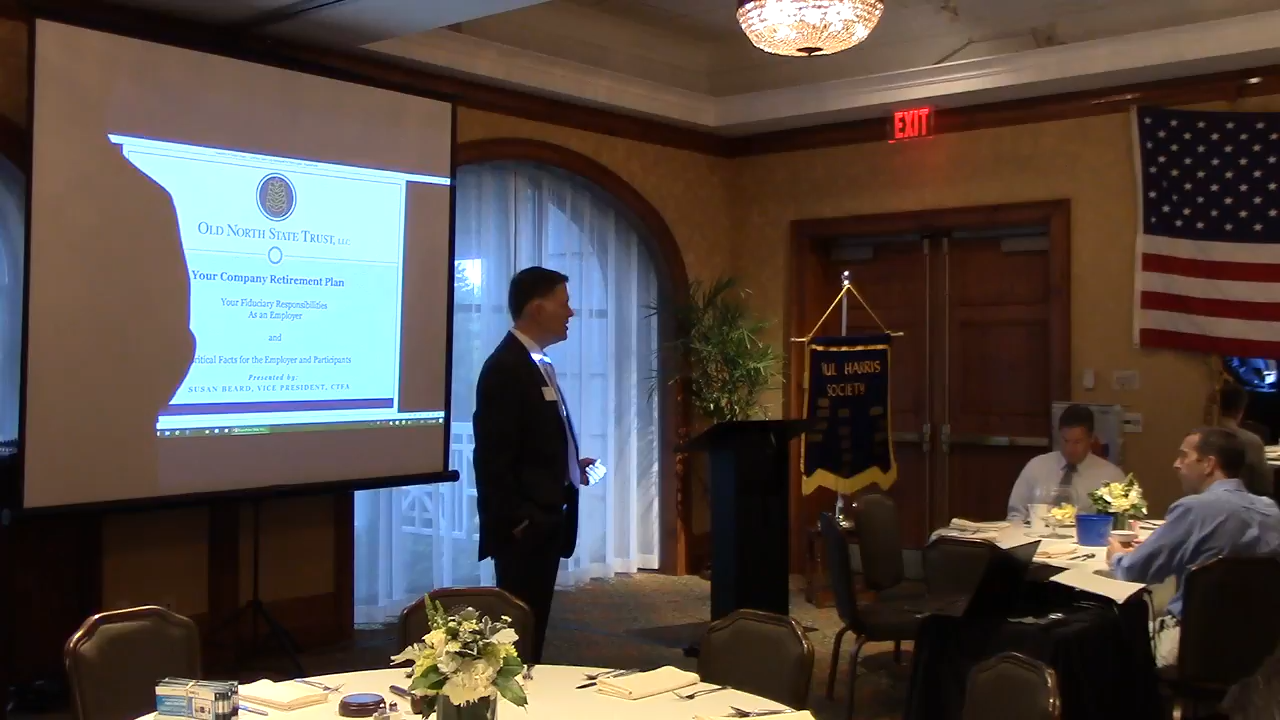 OLD NORTH STATE TRUST, LLC
Your Company Retirement Plan
Your Fiduciary Responsibilities
As an Employer
and
ritical Facts for the Employer and Participants
Presented by:
SUSAN BEARD, VICE PRESIDENT, CTFA
EXIT
UL HARRIS
SOCIETY